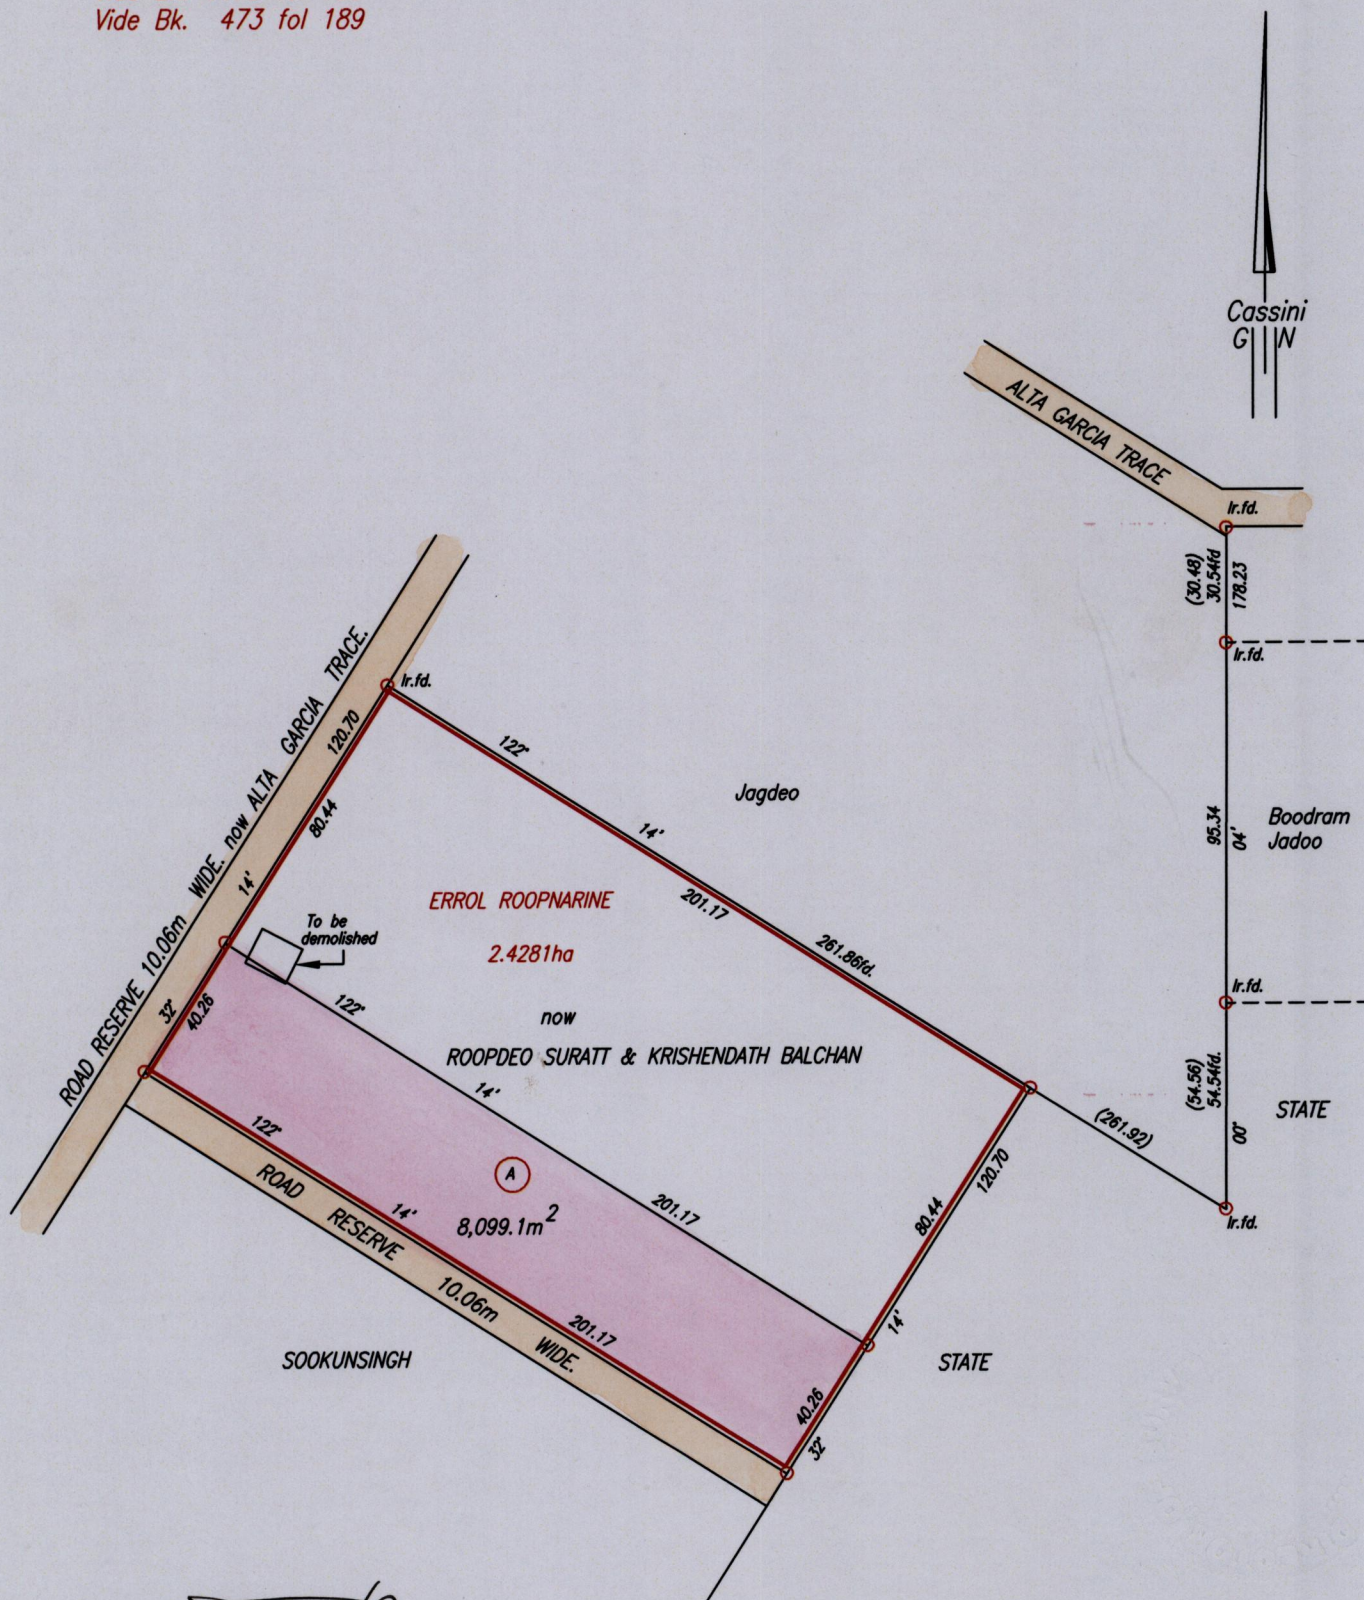 Vide Bk. 473 fol 189
Cassini
G N
ALTA GARCIA TRACE
Ir.fd.
(30.48)
30.54fd
178.23
Ir.fd.
ROAD RESERVE 10.06m WIDE. now ALTA GARCIA TRACE.
Ir.fd.
120.70
80.44
14'
32°
40.26
122°
14'
201.17
261.86fd.
Jagdeo
95.34
04'
Boodram
Jadoo
ERROL ROOPNARINE
2.4281ha
now
ROOPDEO SURATT & KRISHENDATH BALCHAN
To be
demolished
122°
14'
201.17
Ir.fd.
(54.56)
54.54fd.
00°
STATE
(261.92)
Ir.fd.
80.44
120.70
14'
40.26
32°
A
8,099.1m2
122°
14'
201.17
ROAD RESERVE 10.06m WIDE.
SOOKUNSINGH
STATE